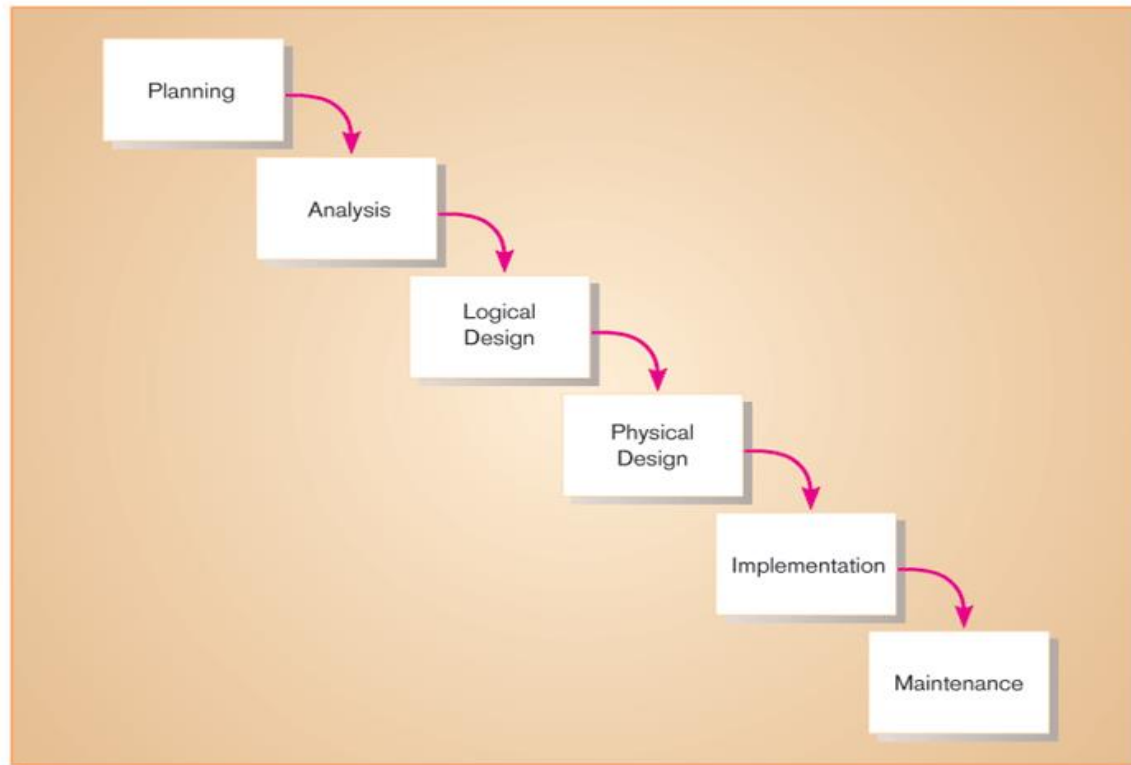 Planning
Analysis
Logical
Design
Physical
Design
Implementation
Maintenance